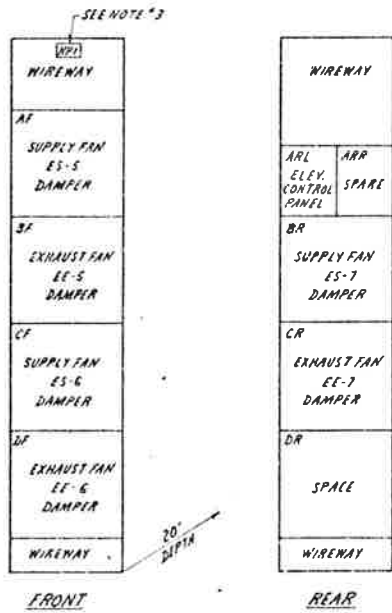 SEE NOTE #3
NP1
WIREWAY
AF
SUPPLY FAN
ES-5
DAMPER
BF
EXHAUST FAN
EE-5
DAMPER
CF
SUPPLY FAN
ES-6
DAMPER
DF
EXHAUST FAN
EE-6
DAMPER
WIREWAY
20"
DEPTH
FRONT
WIREWAY
ARL
ELEV.
CONTROL
PANEL
ARR
SPARE
BR
SUPPLY FAN
ES-7
DAMPER
CR
EXHAUST FAN
EE-7
DAMPER
DR
SPACE
WIREWAY
REAR